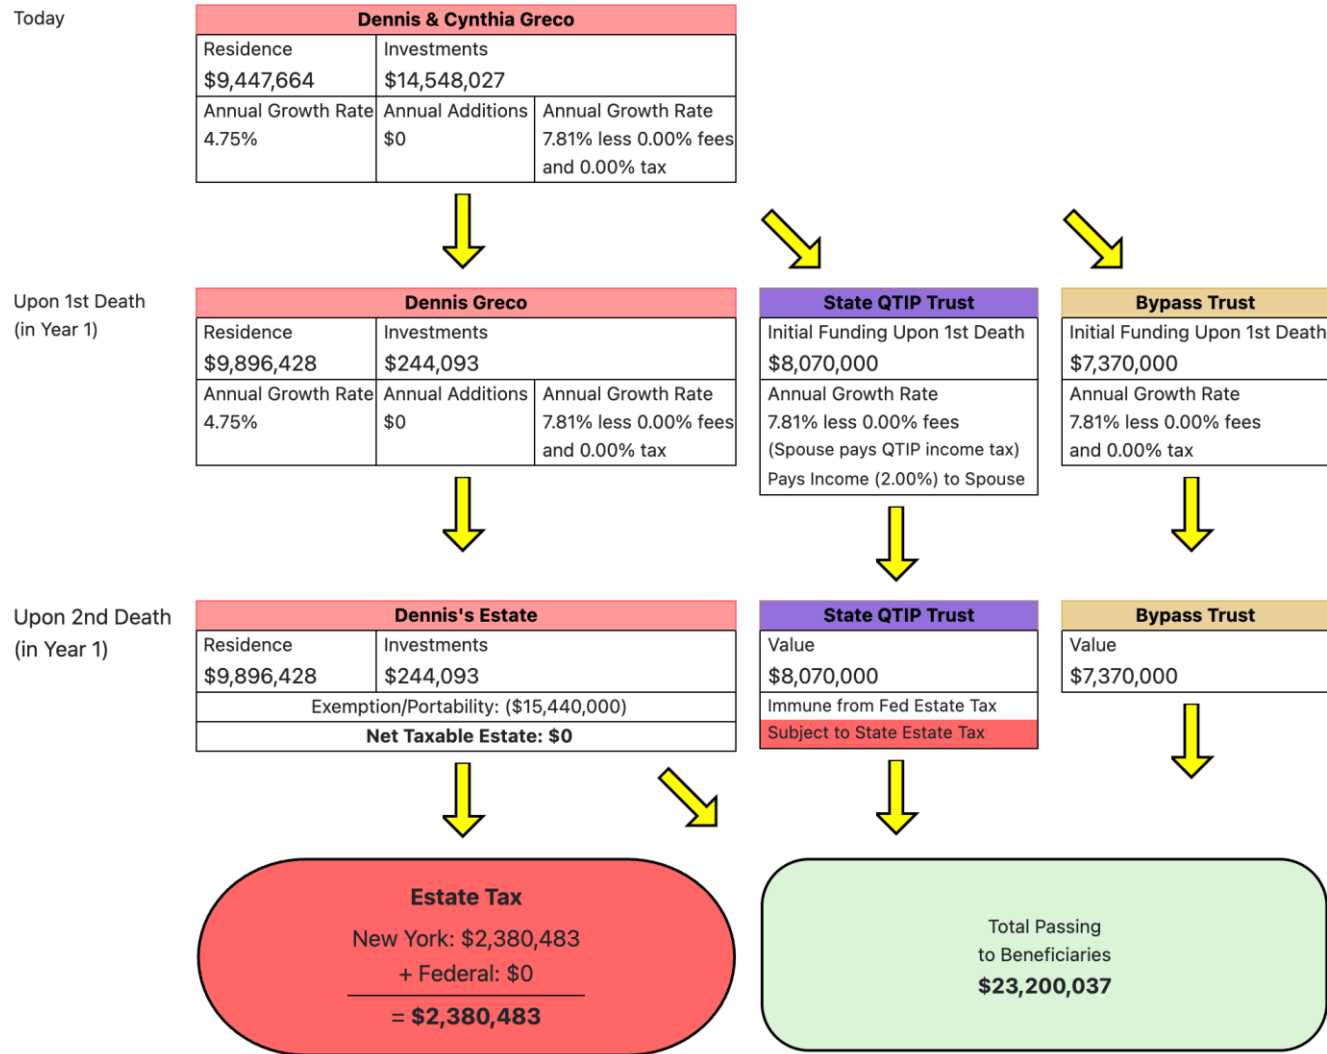 Today
Dennis & Cynthia Greco
Residence
$9,447,664
Investments
$14,548,027
Annual Growth Rate
4.75%
Annual Additions
$0
Annual Growth Rate
7.81% less 0.00% fees
and 0.00% tax
Upon 1st Death
(in Year 1)
Dennis Greco
Residence
$9,896,428
Investments
$244,093
Annual Growth Rate
4.75%
Annual Additions
$0
Annual Growth Rate
7.81% less 0.00% fees
and 0.00% tax
State QTIP Trust
Initial Funding Upon 1st Death
$8,070,000
Annual Growth Rate
7.81% less 0.00% fees
(Spouse pays QTIP income tax)
Pays Income (2.00%) to Spouse
Bypass Trust
Initial Funding Upon 1st Death
$7,370,000
Annual Growth Rate
7.81% less 0.00% fees
and 0.00% tax
Upon 2nd Death
(in Year 1)
Dennis's Estate
Residence
$9,896,428
Investments
$244,093
Exemption/Portability: ($15,440,000)
Net Taxable Estate: $0
State QTIP Trust
Value
$8,070,000
Immune from Fed Estate Tax
Subject to State Estate Tax
Bypass Trust
Value
$7,370,000
Estate Tax
New York: $2,380,483
+ Federal: $0
= $2,380,483
Total Passing
to Beneficiaries
$23,200,037